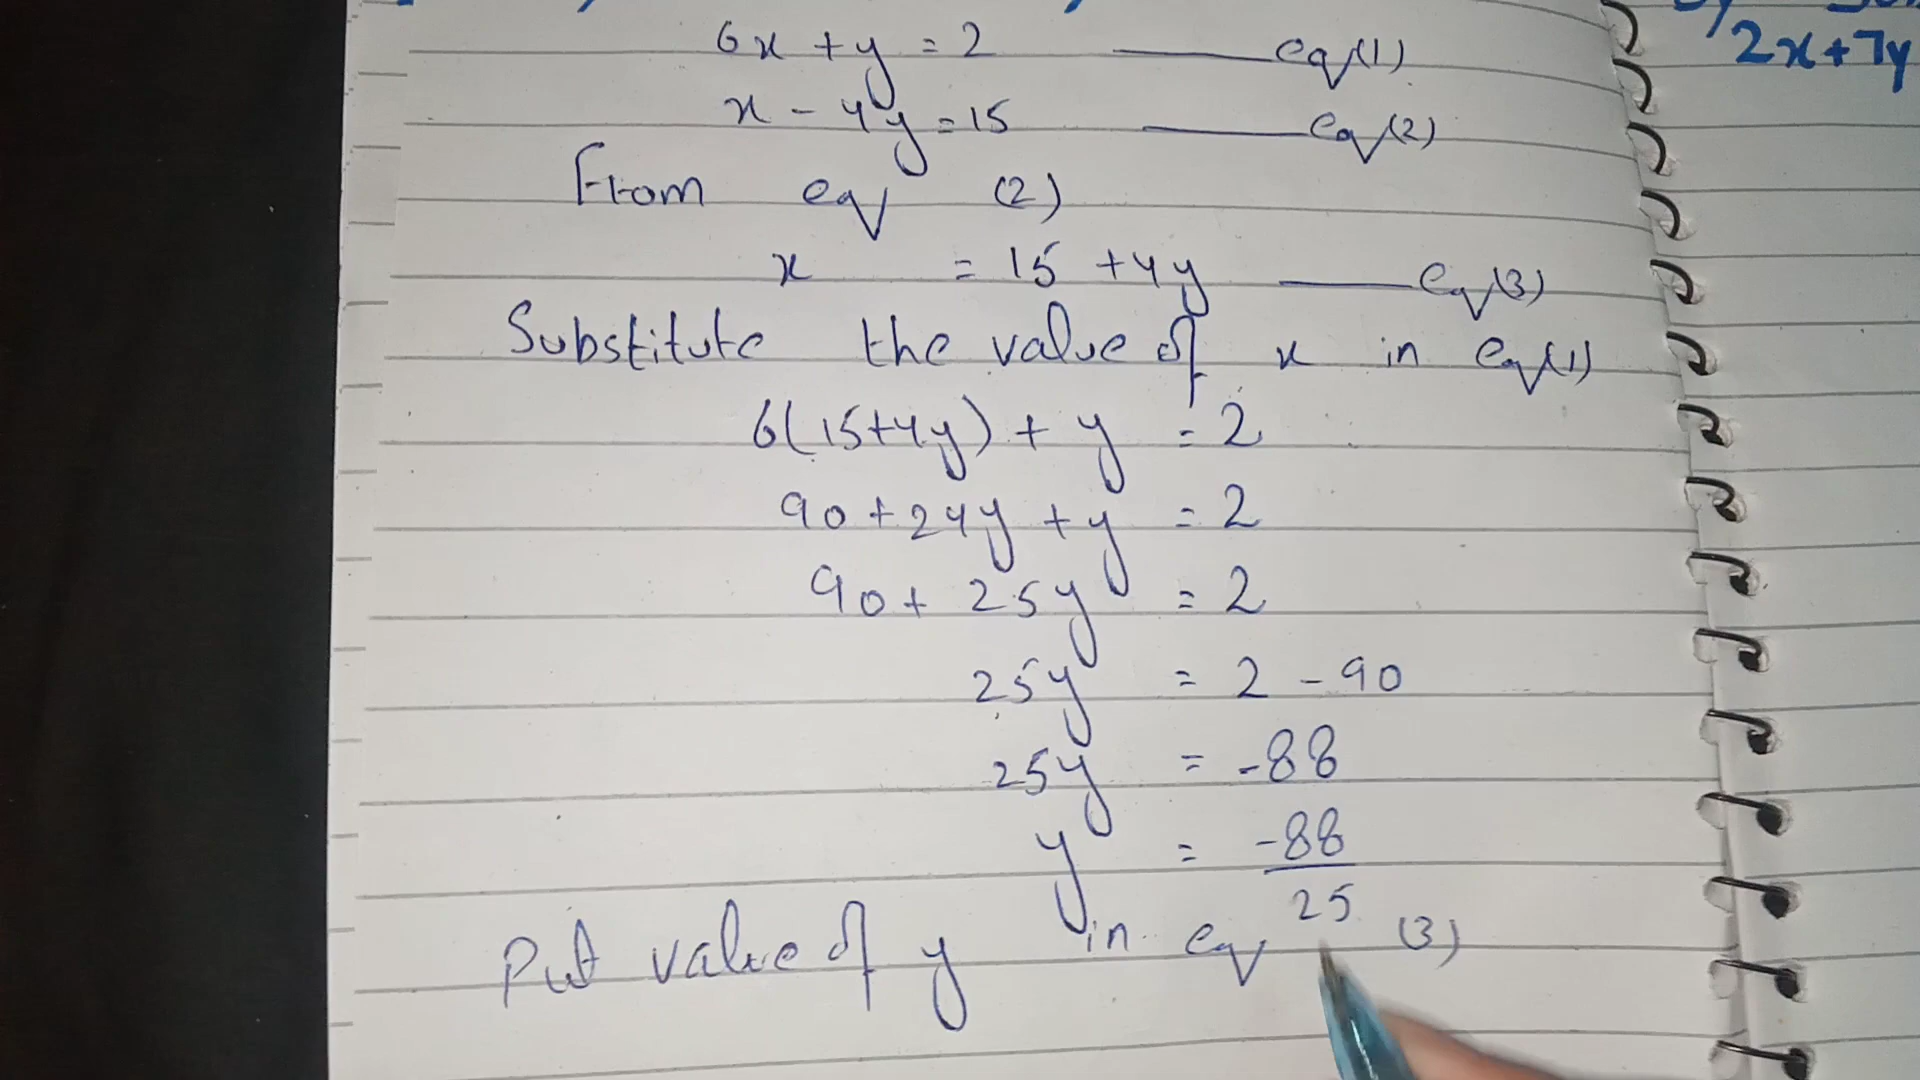 6x + y = 2 eq(1)
x - 4y = 15 eq(2)
From eq (2)
x = 15 + 4y eq(3)
Substitute the value of x in eq(1)
6(15+4y) + y = 2
90 + 24y + y = 2
90 + 25y = 2
25y = 2 - 90
25y = -88
y = -88/25
Put value of y in eq (3)
2x+7y